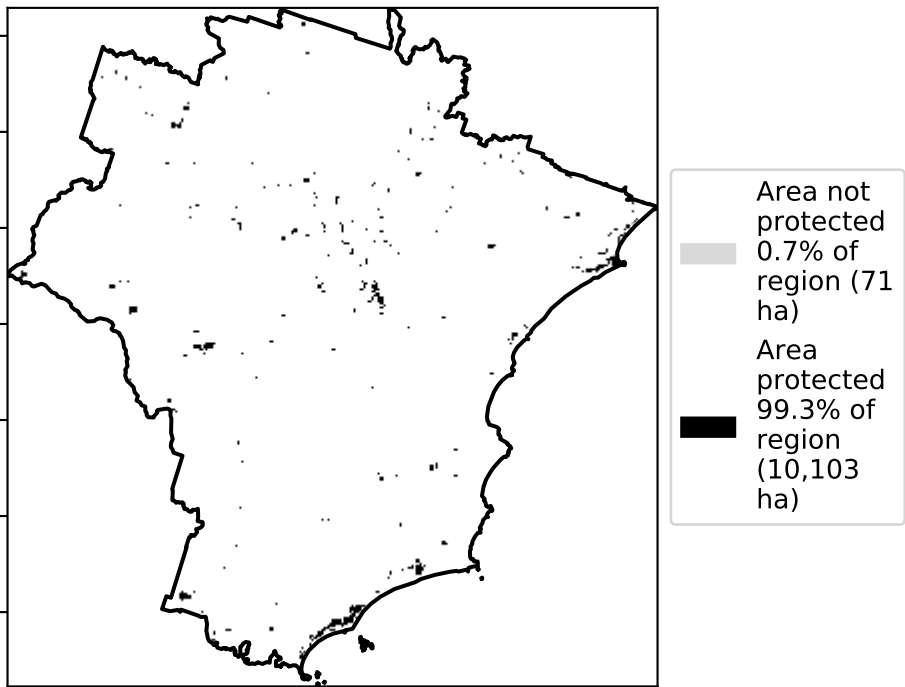 Area not
protected
0.7% of
region (71
ha)
Area
protected
99.3% of
region
(10,103
ha)